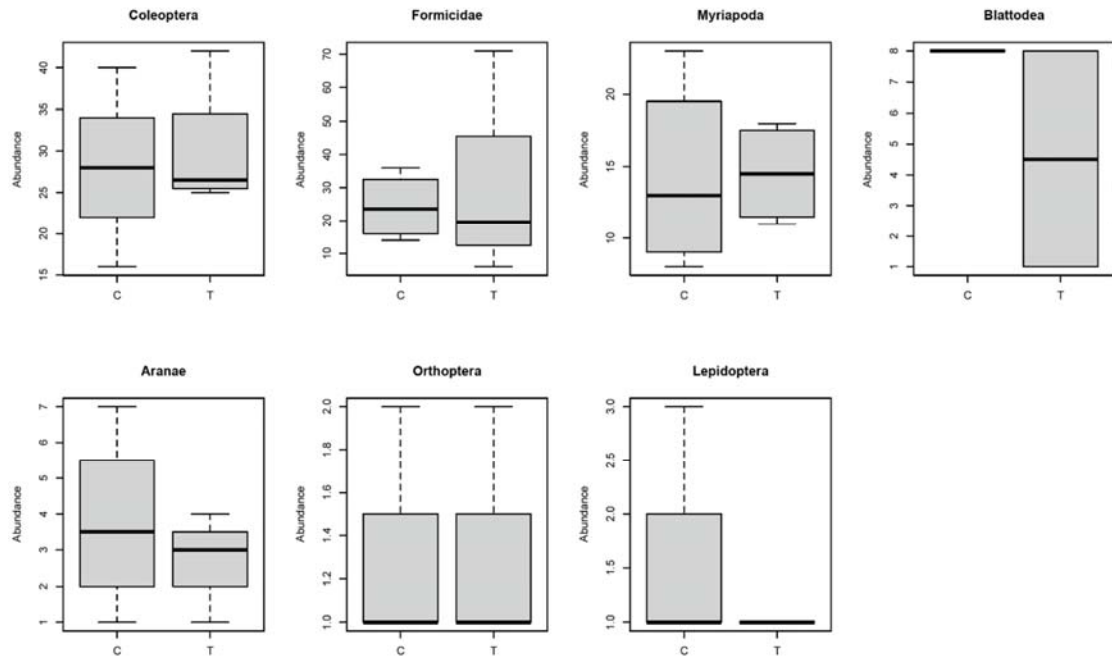 Coleoptera
Abundance
40
35
30
25
20
15
C T
Formicidae
Abundance
70
60
50
40
30
20
10
C T
Myriapoda
Abundance
20
15
10
C T
Blattodea
Abundance
8
7
6
5
4
3
2
1
C T
Aranae
Abundance
7
6
5
4
3
2
1
C T
Orthoptera
Abundance
2.0
1.8
1.6
1.4
1.2
1.0
C T
Lepidoptera
Abundance
3.0
2.5
2.0
1.5
1.0
C T